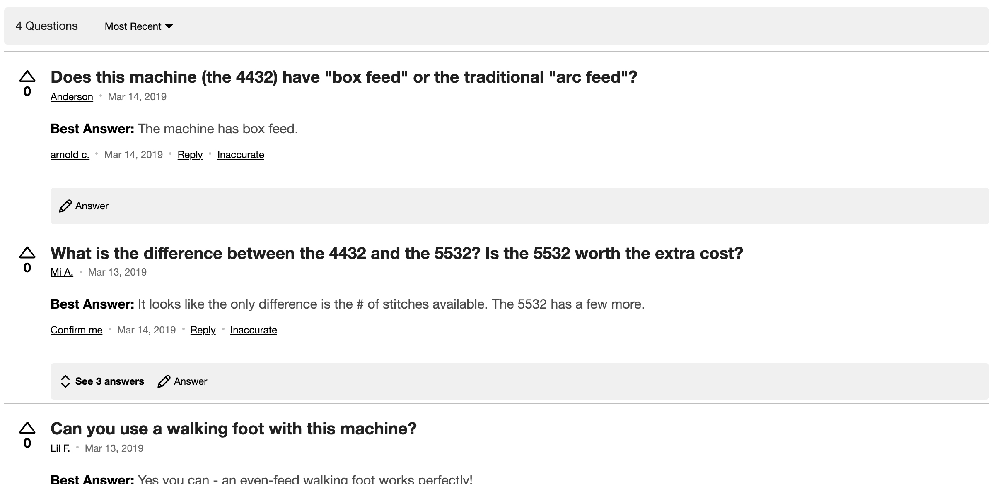 4 Questions Most Recent
Does this machine (the 4432) have "box feed" or the traditional "arc feed"?
0
Anderson • Mar 14, 2019
Best Answer: The machine has box feed.
arnold c. • Mar 14, 2019 • Reply • Inaccurate
Answer
What is the difference between the 4432 and the 5532? Is the 5532 worth the extra cost?
0
Mi A. • Mar 13, 2019
Best Answer: It looks like the only difference is the # of stitches available. The 5532 has a few more.
Confirm me • Mar 14, 2019 • Reply • Inaccurate
See 3 answers Answer
Can you use a walking foot with this machine?
0
Lil F. • Mar 13, 2019
Best Answer: Yes you can - an even-feed walking foot works perfectly!